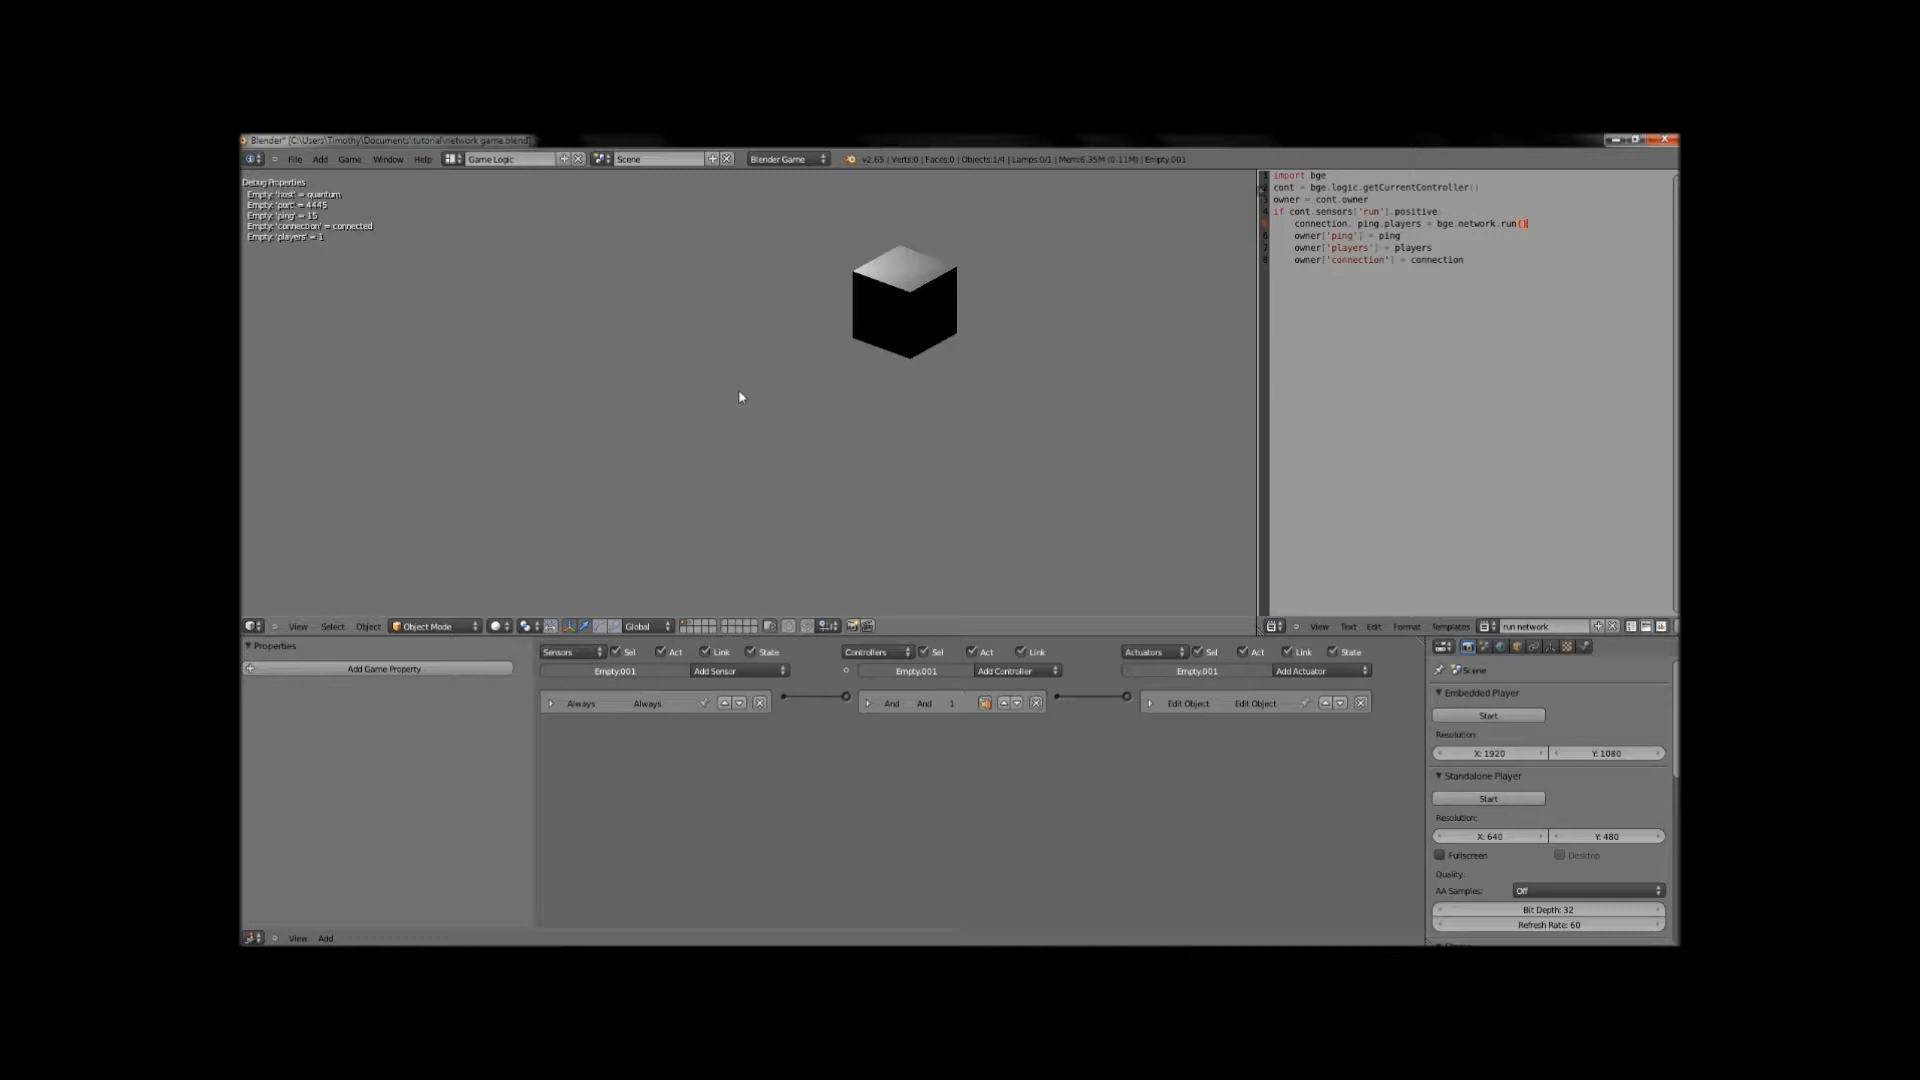 Blender* [C:\Users\Timothy\Documents\tutorial\network game.blend]
File Add Game Window Help Game Logic Scene Blender Game v2.65 | Verts:0 | Faces:0 | Objects:1/4 | Lamps:0/1 | Mem:6.35M (0.11M) | Empty.001
Debug Properties
Empty: 'host' = quantum
Empty: 'port' = 4445
Empty: 'ping' = 15
Empty: 'connection' = connected
Empty: 'players' = 1
1 import bge
2 cont = bge.logic.getCurrentController()
3 owner = cont.owner
4 if cont.sensors['run'].positive:
5 connection, ping,players = bge.network.run()
6 owner['ping'] = ping
7 owner['players'] = players
8 owner['connection'] = connection
View Select Object Object Mode Global
View Text Edit Format Templates run network
Properties
Add Game Property
Sensors Sel Act Link State
Controllers Sel Act Link
Actuators Sel Act Link State
Empty.001 Add Sensor
Empty.001 Add Controller
Empty.001 Add Actuator
Always Always
And And 1
Edit Object Edit Object
View Add
Scene
Embedded Player
Start
Resolution:
X: 1920 Y: 1080
Standalone Player
Start
Resolution:
X: 640 Y: 480
Fullscreen Desktop
Quality:
AA Samples: Off
Bit Depth: 32
Refresh Rate: 60